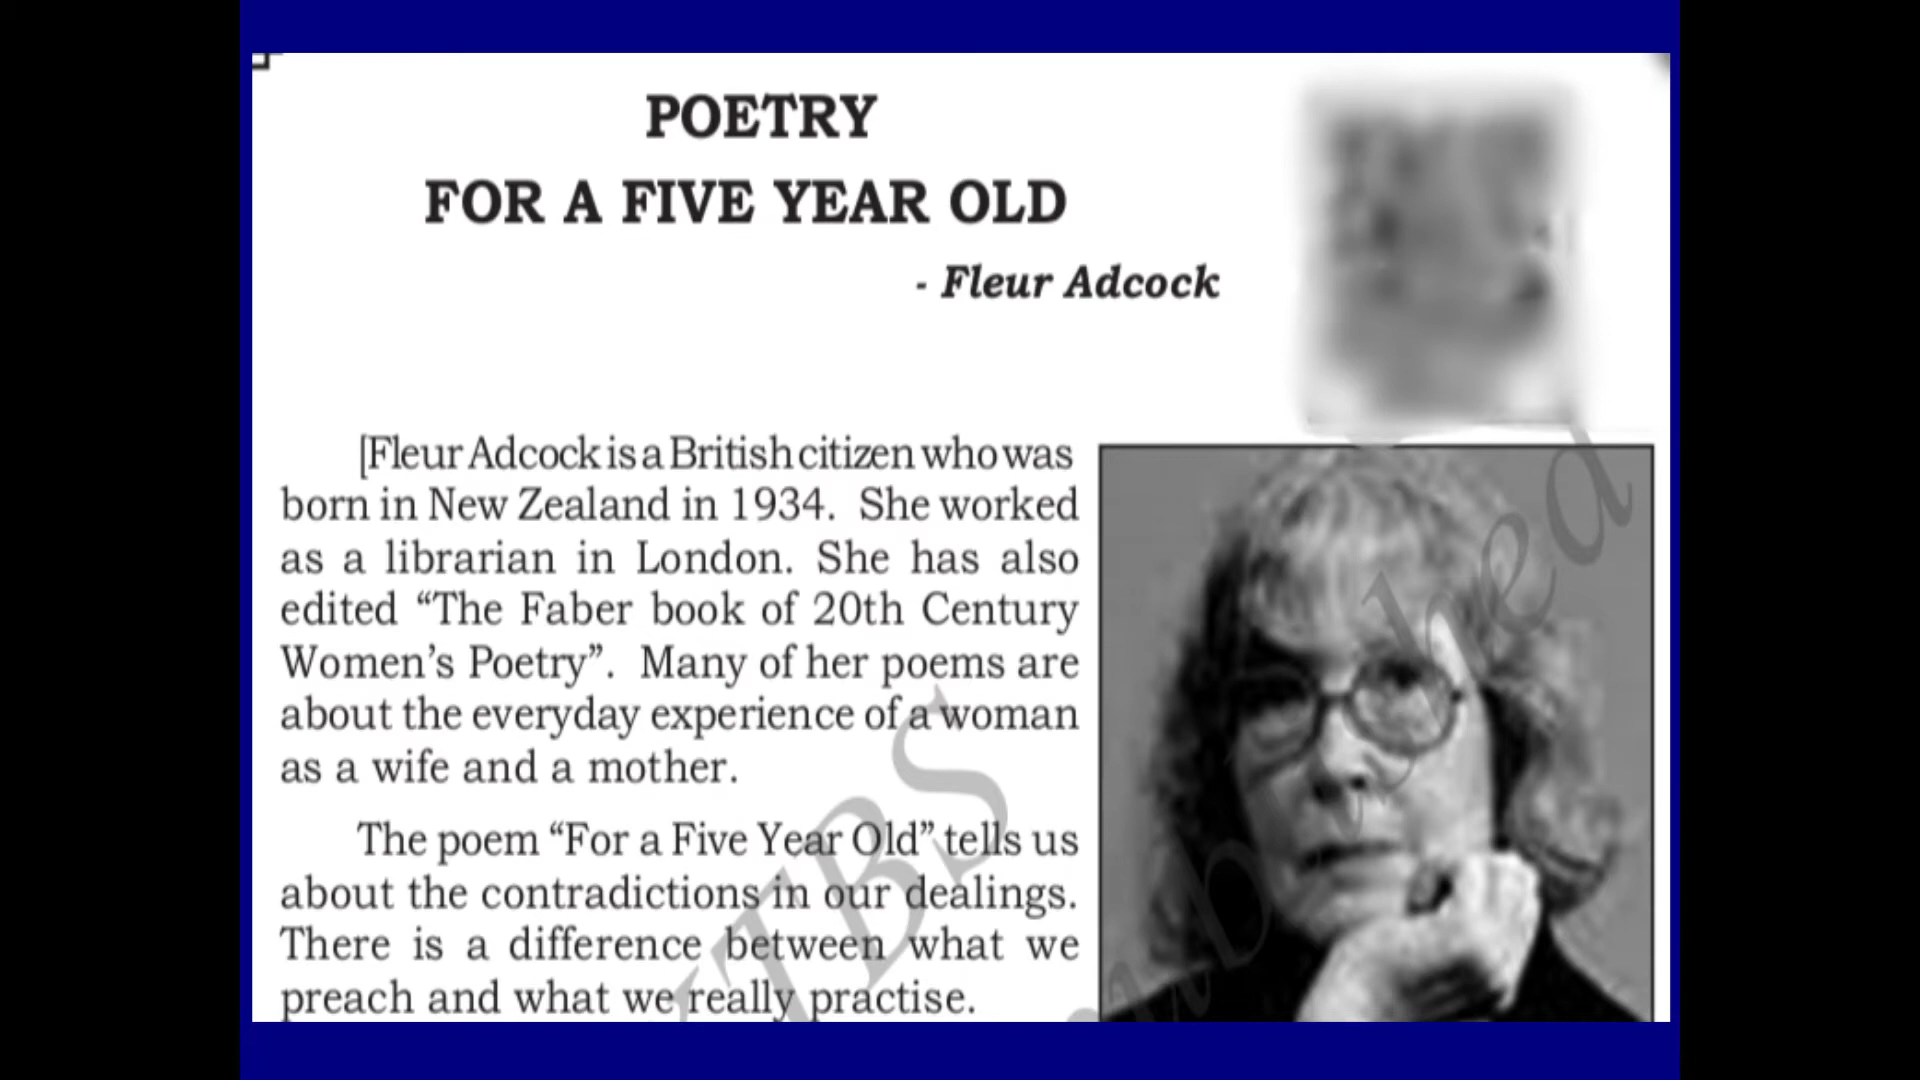 POETRY
FOR A FIVE YEAR OLD
- Fleur Adcock
[Fleur Adcock is a British citizen who was
born in New Zealand in 1934. She worked
as a librarian in London. She has also
edited “The Faber book of 20th Century
Women’s Poetry”. Many of her poems are
about the everyday experience of a woman
as a wife and a mother.
The poem “For a Five Year Old” tells us
about the contradictions in our dealings.
There is a difference between what we
preach and what we really practise.